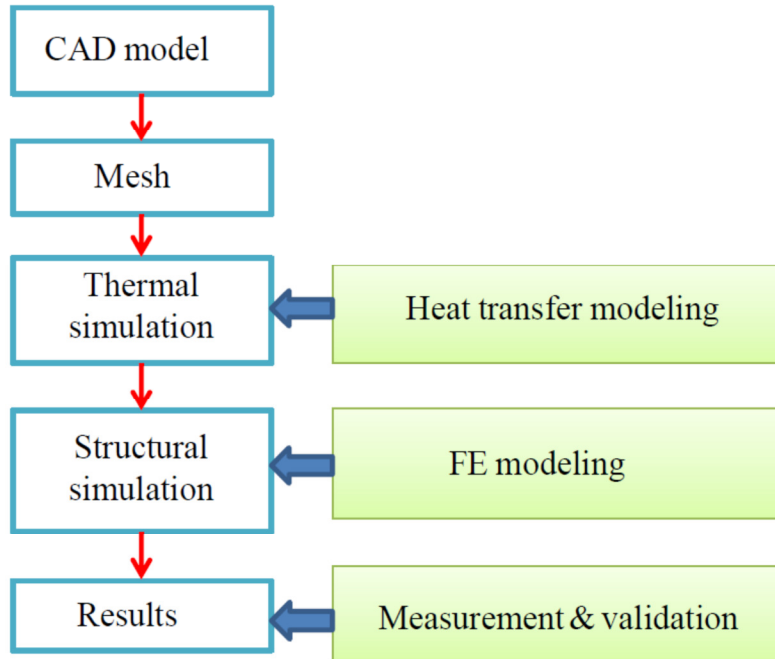 CAD model
Mesh
Thermal
simulation
Heat transfer modeling
Structural
simulation
FE modeling
Results
Measurement & validation